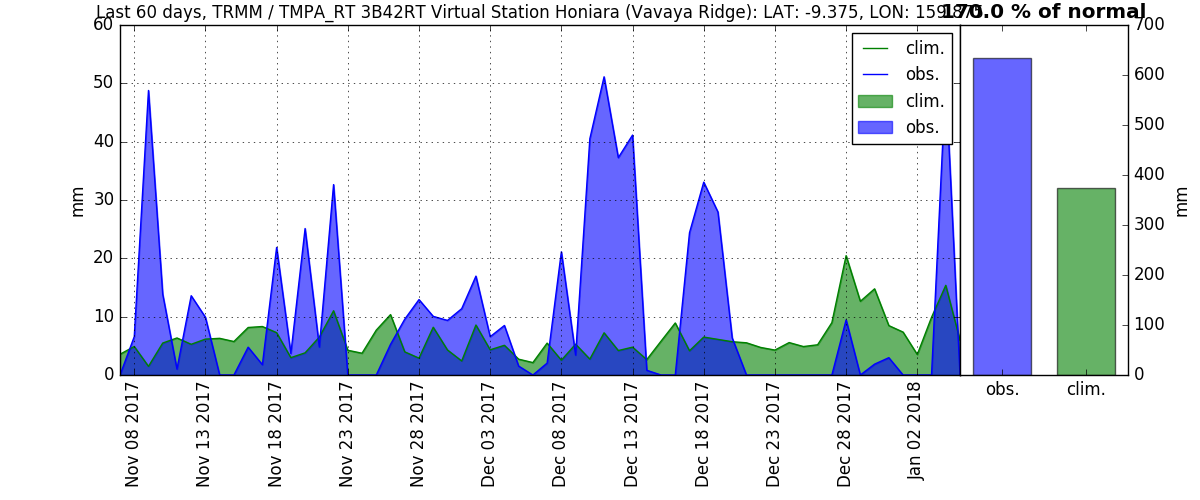 Last 60 days, TRMM / TMPA_RT 3B42RT Virtual Station Honiara (Vavaya Ridge): LAT: -9.375, LON: 159.875
170.0 % of normal
60
50
40
30
20
10
0
mm
clim.
obs.
clim.
obs.
Nov 08 2017
Nov 13 2017
Nov 18 2017
Nov 23 2017
Nov 28 2017
Dec 03 2017
Dec 08 2017
Dec 13 2017
Dec 18 2017
Dec 23 2017
Dec 28 2017
Jan 02 2018
700
600
500
400
300
200
100
0
mm
obs.
clim.